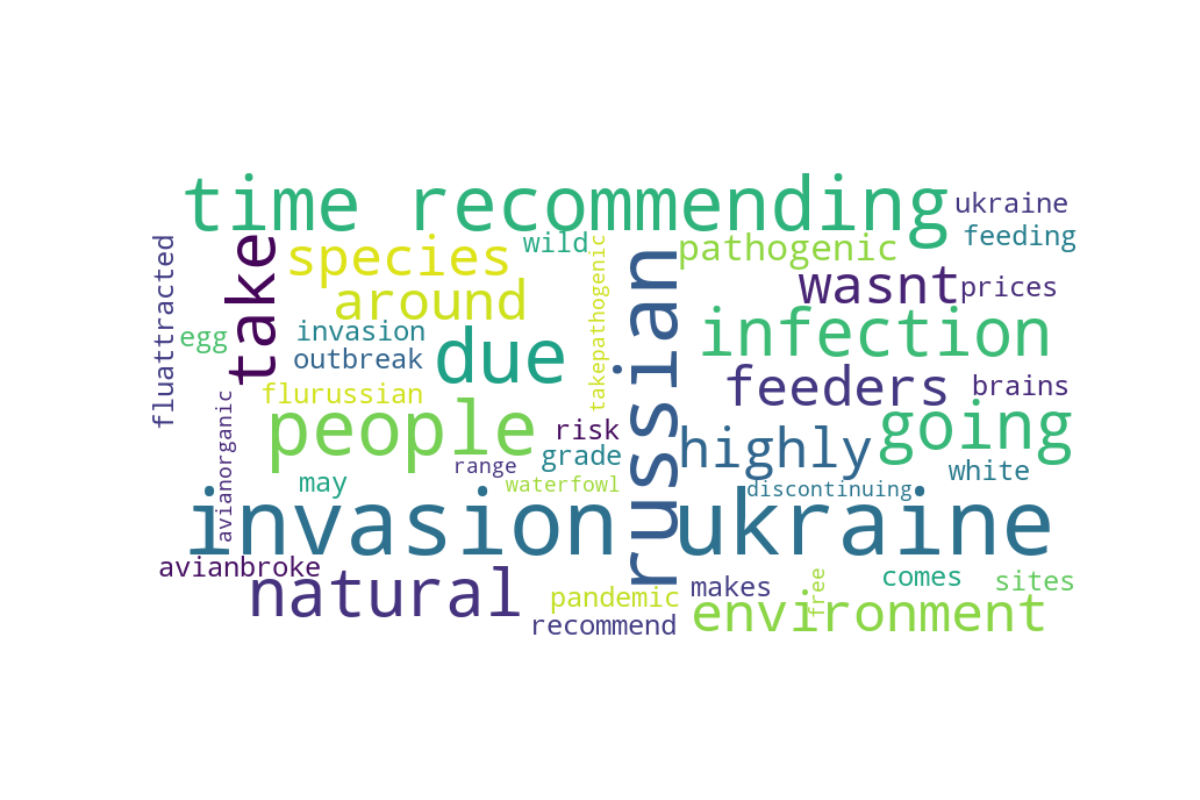 time recommending
ukraine
feeding
fluattracted
take
species
wild
takepathogenic
russian
pathogenic
wasnt
prices
around
egg
invasion
outbreak
due
infection
flurussian
feeders
brains
avianorganic
people
risk
grade
range
highly
going
white
may
waterfowl
discontinuing
invasion
ukraine
avianbroke
natural
pandemic
recommend
makes
free
comes
sites
environment